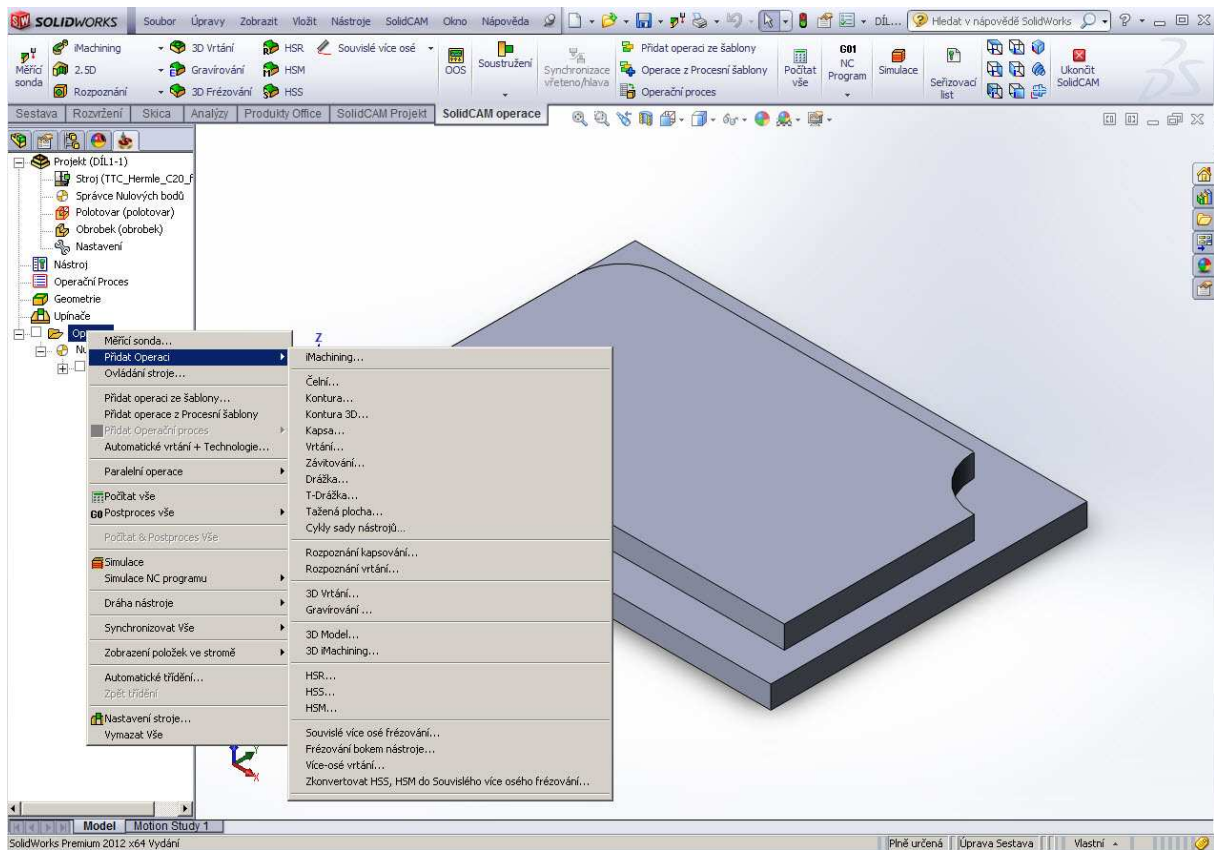 SOLIDWORKS Soubor Úpravy Zobrazit Vložit Nástroje SolidCAM Okno Nápověda DÍL... Hledat v nápovědě SolidWorks
iMachining 3D Vrtání HSR Souvislé více osé
2.5D Gravírování HSM
Rozpoznání 3D Frézování HSS
Měřící sonda
OOS
Soustružení
Synchronizace vřeteno/hlava
Přidat operaci ze šablony
Operace z Procesní šablony
Operační proces
Počítat vše
G01 NC Program
Simulace
Seřizovací list
Ukončit SolidCAM
Sestava Rozvržení Skica Analýzy Produkty Office SolidCAM Projekt SolidCAM operace
Projekt (DÍL1-1)
Stroj (TTC_Hermle_C20_f
Správce Nulových bodů
Polotovar (polotovar)
Obrobek (obrobek)
Nastavení
Nástroj
Operační Proces
Geometrie
Upínače
Op
Nu
Měřící sonda...
Přidat Operaci
Ovládání stroje...
Přidat operaci ze šablony...
Přidat operace z Procesní šablony
Přidat Operační proces
Automatické vrtání + Technologie...
Paralelní operace
Počítat vše
G0 Postproces vše
Počítat & Postproces Vše
Simulace
Simulace NC programu
Dráha nástroje
Synchronizovat Vše
Zobrazení položek ve stromě
Automatické třídění...
Zpět třídění
Nastavení stroje...
Vymazat Vše
iMachining...
Čelní...
Kontura...
Kontura 3D...
Kapsa...
Vrtání...
Závitování...
Drážka...
T-Drážka...
Tažená plocha...
Cykly sady nástrojů...
Rozpoznání kapsování...
Rozpoznání vrtání...
3D Vrtání...
Gravírování ...
3D Model...
3D iMachining...
HSR...
HSS...
HSM...
Souvislé více osé frézování...
Frézování bokem nástroje...
Více-osé vrtání...
Zkonvertovat HSS, HSM do Souvislého více osého frézování...
Z
Y
X
Model Motion Study 1
SolidWorks Premium 2012 x64 Vydání Plně určená Úprava Sestava Vlastní